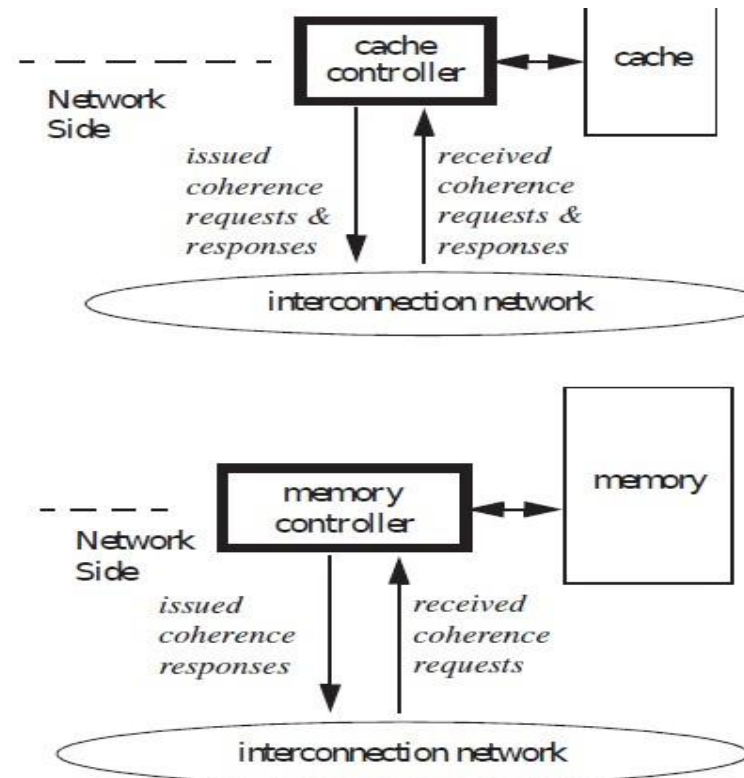 cache
controller
cache
Network
Side
issued
coherence
requests &
responses
received
coherence
requests &
responses
interconnection network
memory
controller
memory
Network
Side
issued
coherence
responses
received
coherence
requests
interconnection network